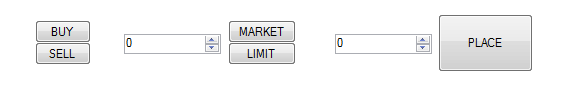 BUY
SELL
0
MARKET
LIMIT
0
PLACE